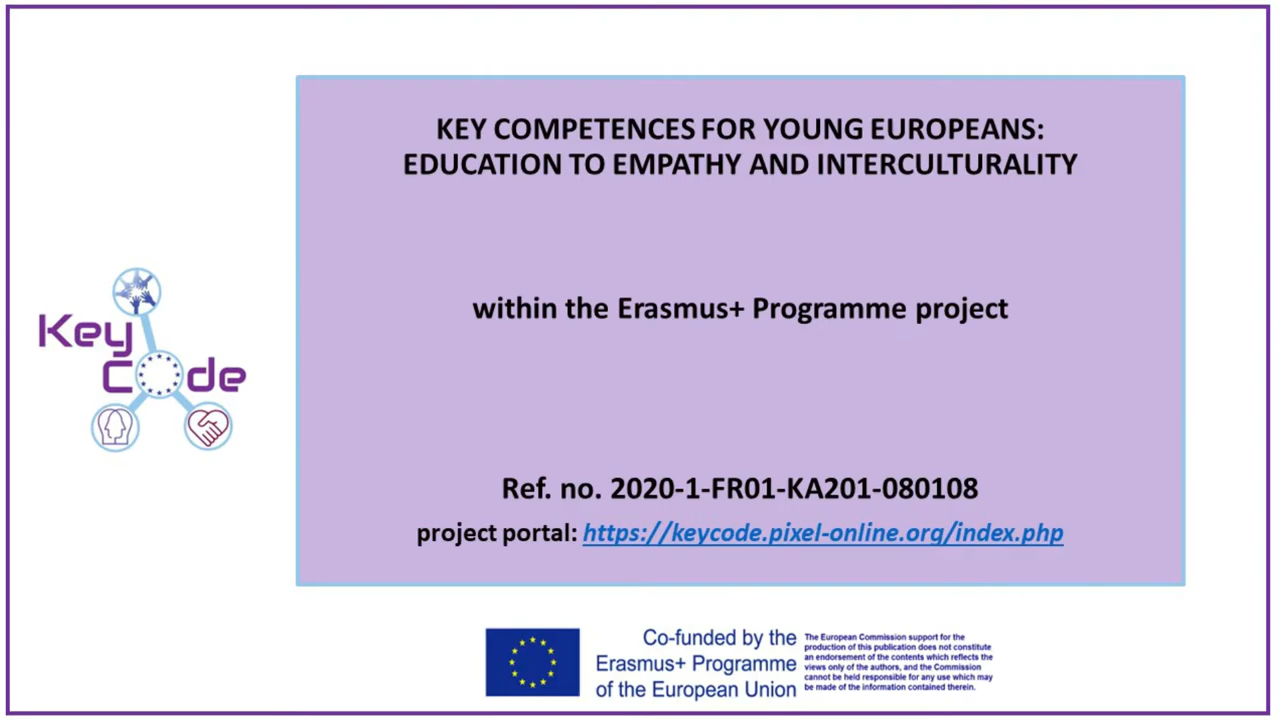 KEY COMPETENCES FOR YOUNG EUROPEANS:
EDUCATION TO EMPATHY AND INTERCULTURALITY
within the Erasmus+ Programme project
Key
Code
Ref. no. 2020-1-FR01-KA201-080108
project portal: https://keycode.pixel-online.org/index.php
Co-funded by the
Erasmus+ Programme
of the European Union
The European Commission support for the
production of this publication does not constitute
an endorsement of the contents which reflects the
views only of the authors, and the Commission
cannot be held responsible for any use which may
be made of the information contained therein.